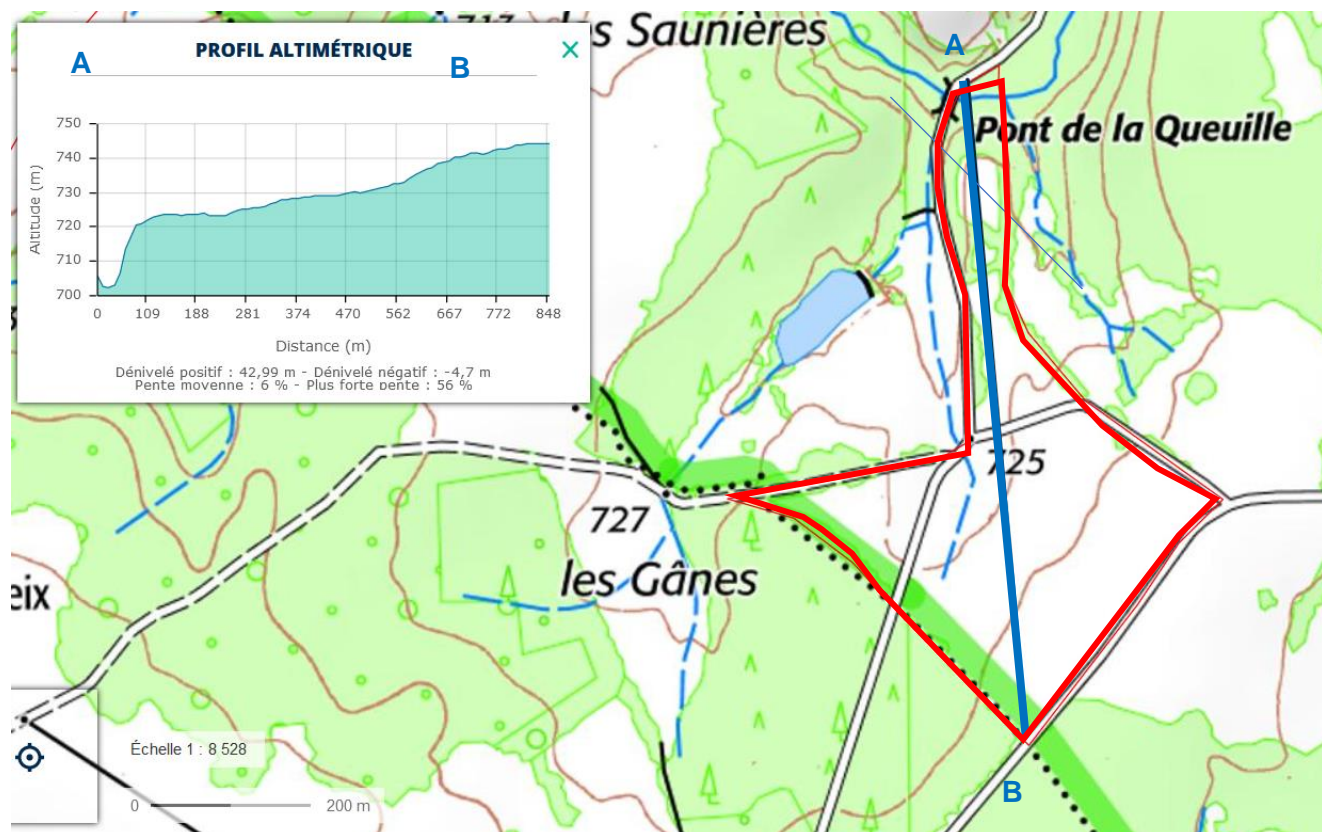 717
s Saunières
A
PROFIL ALTIMÉTRIQUE
A
B
750
740
730
720
710
700
Altitude (m)
0 109 188 281 374 470 562 667 772 848
Distance (m)
Dénivelé positif : 42,99 m - Dénivelé négatif : -4,7 m
Pente moyenne : 6 % - Plus forte pente : 56 %
Pont de la Queuille
725
727
les Gânes
eix
Échelle 1 : 8 528
0 200 m
B